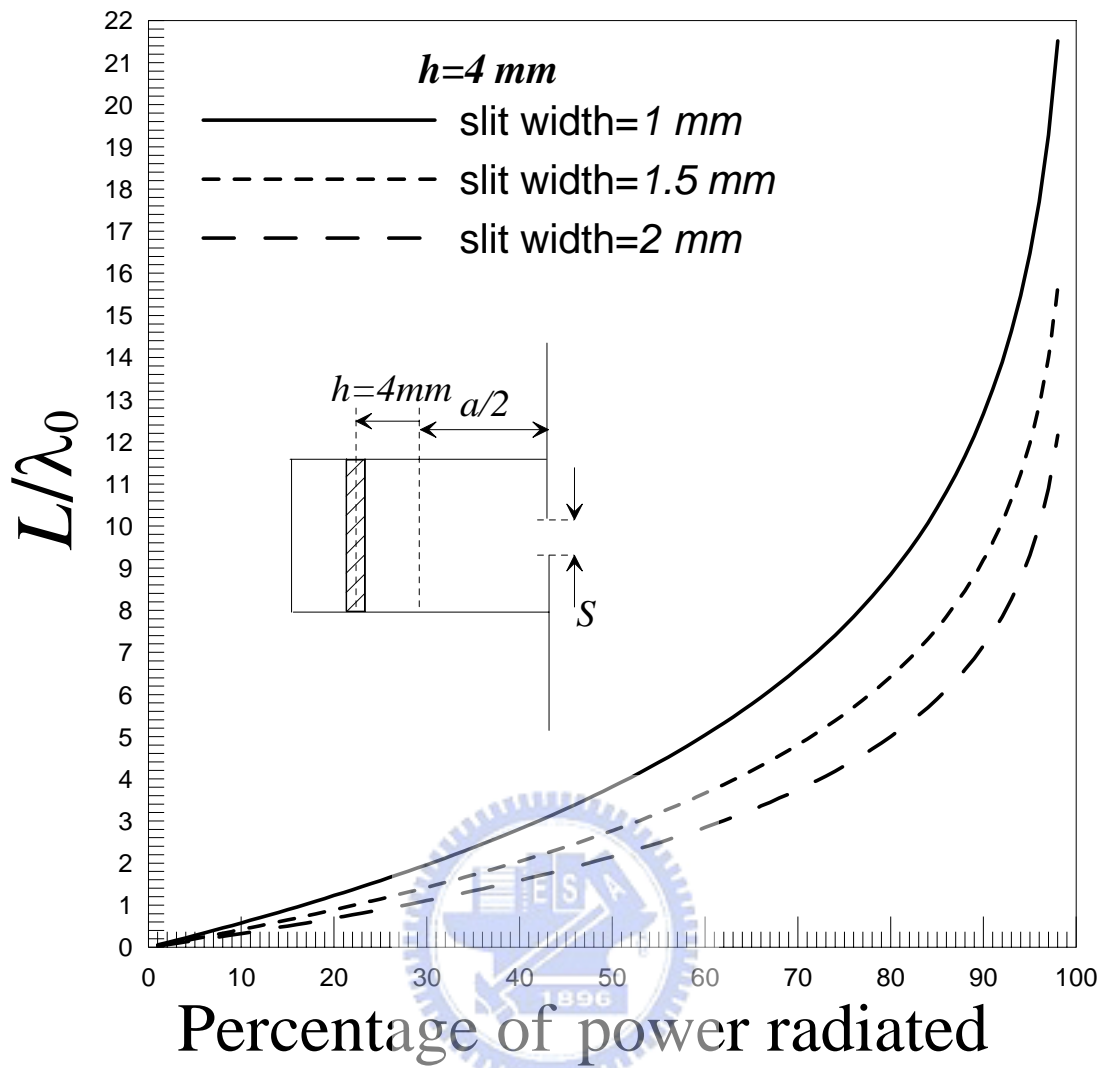 22
21
20
19
18
17
16
15
14
13
12
11
10
9
8
7
6
5
4
3
2
1
0
L/λ0
h=4 mm
slit width=1 mm
slit width=1.5 mm
slit width=2 mm
h=4mm
a/2
S
E S A
1896
0 10 20 30 40 50 60 70 80 90 100
Percentage of power radiated